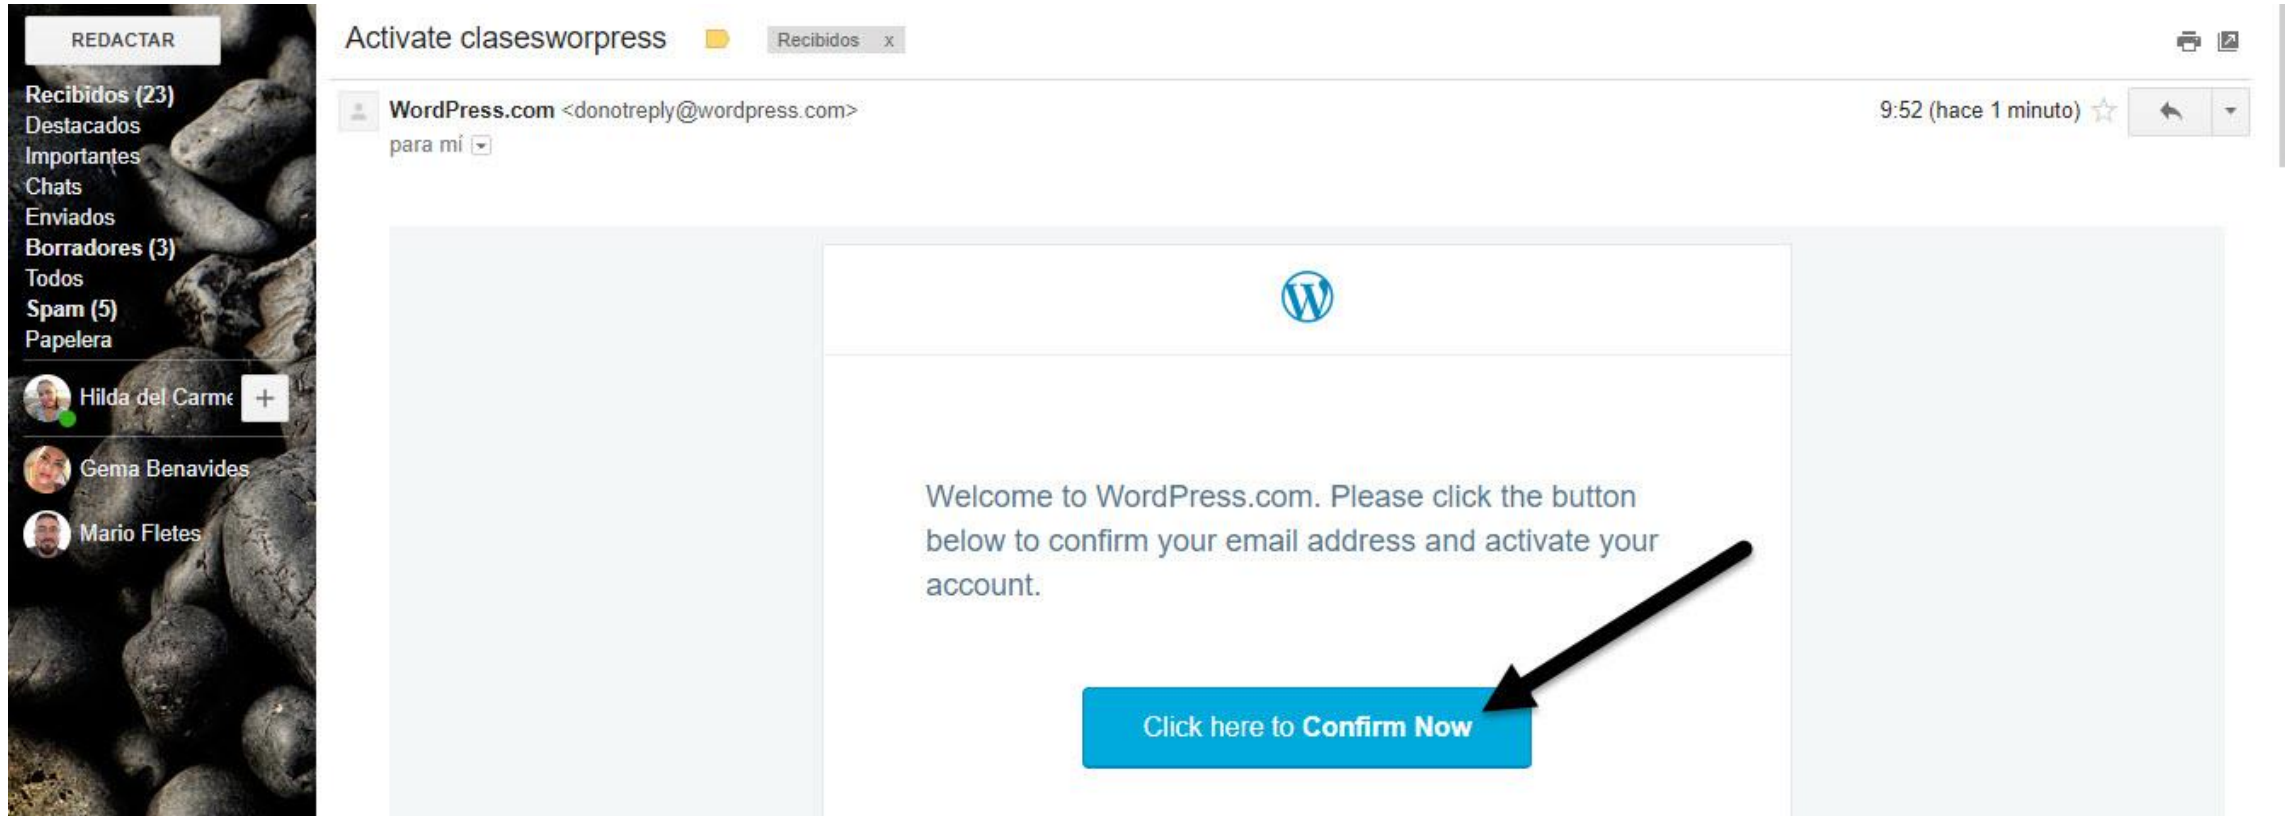 REDACTAR
Recibidos (23)
Destacados
Importantes
Chats
Enviados
Borradores (3)
Todos
Spam (5)
Papelera
Hilda del Carme
+
Gema Benavides
Mario Fletes
Activate clasesworpress
Recibidos x
WordPress.com <donotreply@wordpress.com>
9:52 (hace 1 minuto)
para mí
Welcome to WordPress.com. Please click the button
below to confirm your email address and activate your
account.
Click here to Confirm Now